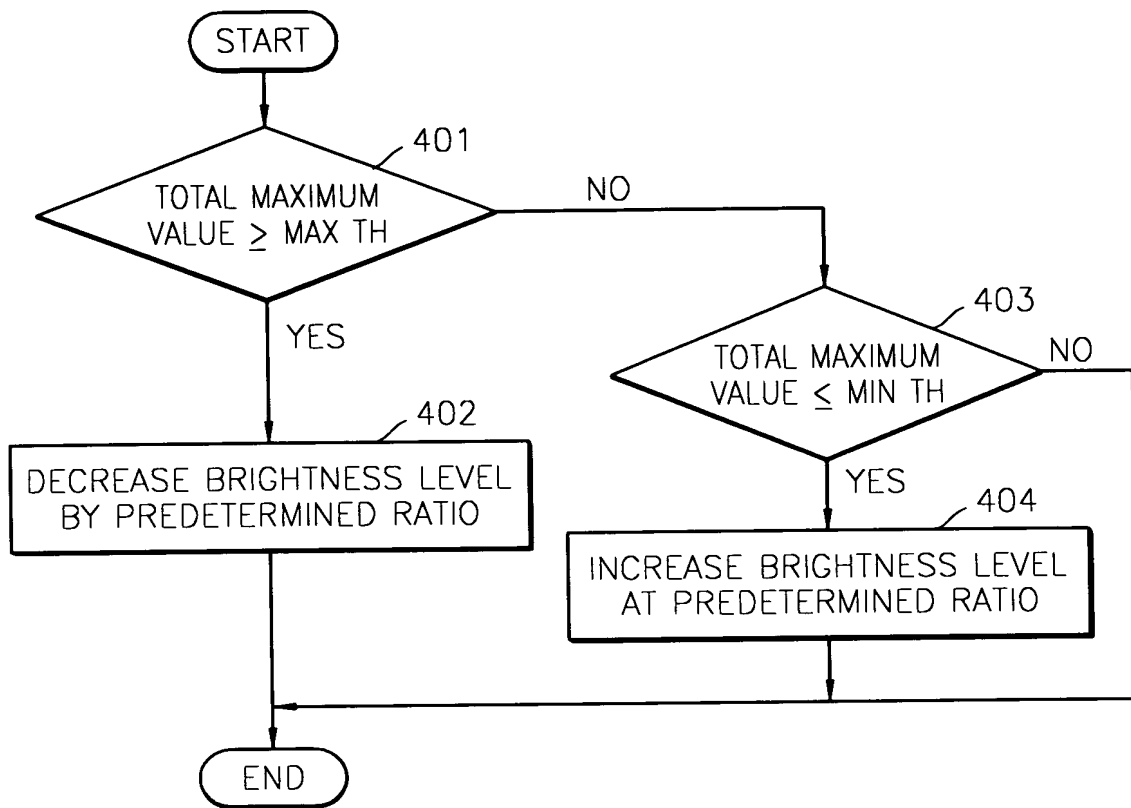 START
401
TOTAL MAXIMUM
VALUE ≥ MAX TH
NO
YES
403
TOTAL MAXIMUM
VALUE ≤ MIN TH
NO
402
DECREASE BRIGHTNESS LEVEL
BY PREDETERMINED RATIO
YES
404
INCREASE BRIGHTNESS LEVEL
AT PREDETERMINED RATIO
END